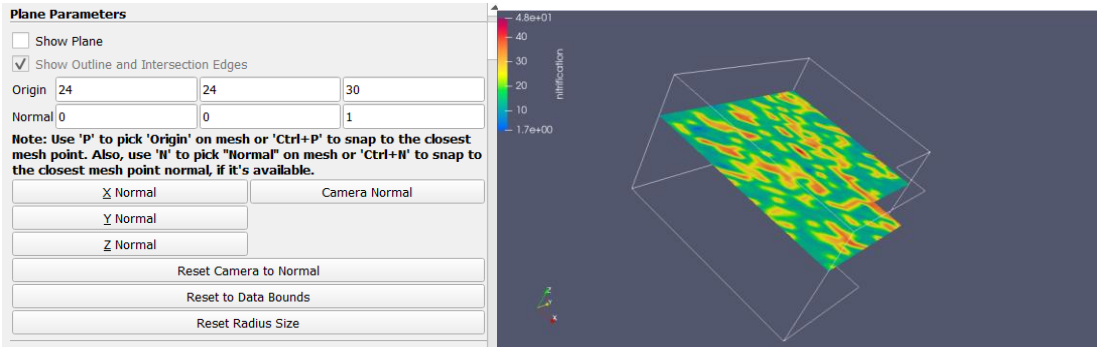 Plane Parameters
Show Plane
Show Outline and Intersection Edges
Origin 24 24 30
Normal 0 0 1
Note: Use 'P' to pick 'Origin' on mesh or 'Ctrl+P' to snap to the closest
mesh point. Also, use 'N' to pick "Normal" on mesh or 'Ctrl+N' to snap to
the closest mesh point normal, if it's available.
X Normal Camera Normal
Y Normal
Z Normal
Reset Camera to Normal
Reset to Data Bounds
Reset Radius Size
4.8e+01
40
30
20
10
1.7e+00
nitrification
Z
Y
X